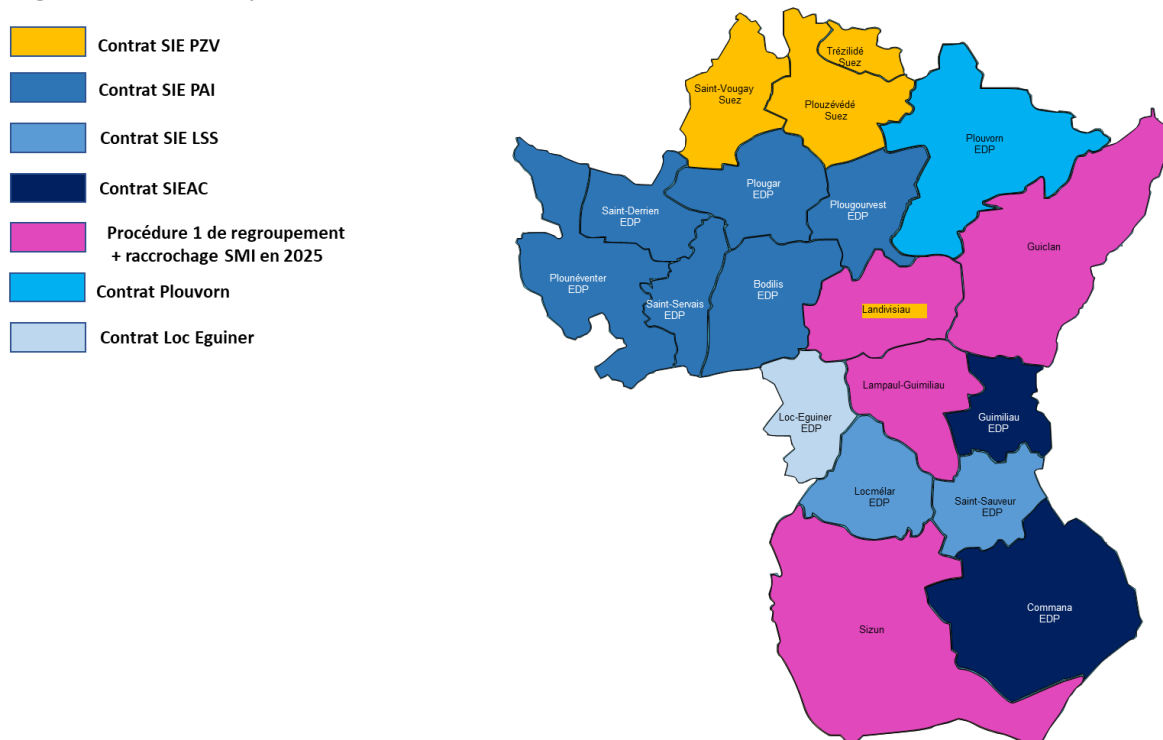 Contrat SIE PZV
Contrat SIE PAI
Contrat SIE LSS
Contrat SIEAC
Procédure 1 de regroupement
+ raccrochage SMI en 2025
Contrat Plouvorn
Contrat Loc Eguiner
Trézilidé
Suez
Saint-Vougay
Suez
Plouzévédé
Suez
Plouvorn
EDP
Plougar
EDP
Plougourvest
EDP
Saint-Derrien
EDP
Guiclan
Plounéventer
EDP
Saint-Servais
EDP
Bodilis
EDP
Landivisiau
Lampaul-Guimiliau
Loc-Eguiner
EDP
Guimiliau
EDP
Locmélar
EDP
Saint-Sauveur
EDP
Commana
EDP
Sizun